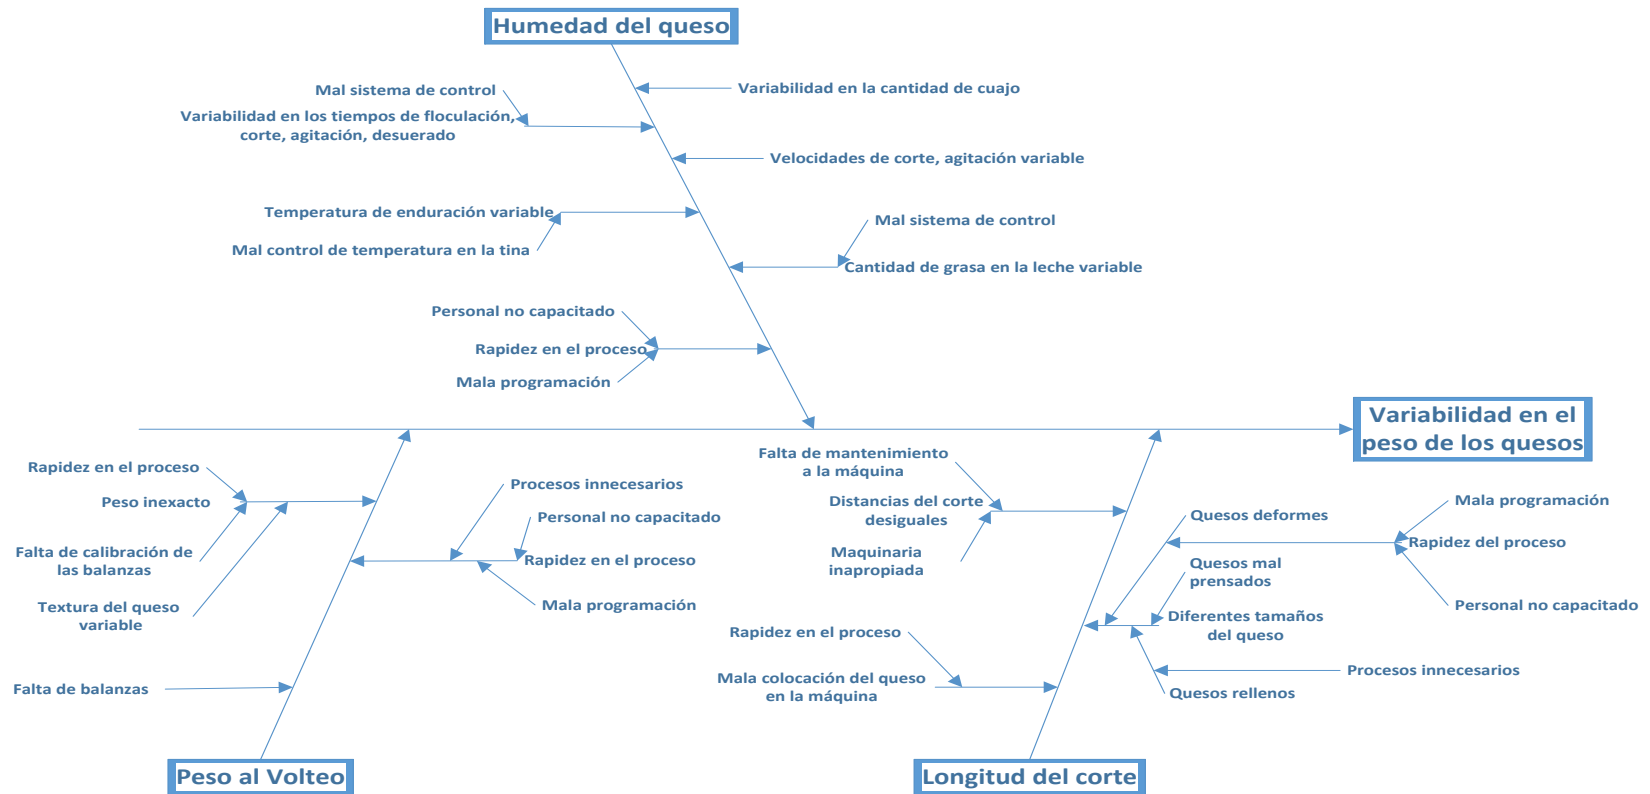 Humedad del queso
Mal sistema de control
Variabilidad en la cantidad de cuajo
Variabilidad en los tiempos de floculación,
corte, agitación, desuerado
Velocidades de corte, agitación variable
Temperatura de enduración variable
Mal sistema de control
Mal control de temperatura en la tina
Cantidad de grasa en la leche variable
Personal no capacitado
Rapidez en el proceso
Mala programación
Variabilidad en el
peso de los quesos
Rapidez en el proceso
Peso inexacto
Falta de calibración de
las balanzas
Textura del queso
variable
Falta de balanzas
Procesos innecesarios
Personal no capacitado
Rapidez en el proceso
Mala programación
Peso al Volteo
Falta de mantenimiento
a la máquina
Distancias del corte
desiguales
Maquinaria
inapropiada
Rapidez en el proceso
Mala colocación del queso
en la máquina
Quesos deformes
Mala programación
Rapidez del proceso
Personal no capacitado
Quesos mal
prensados
Diferentes tamaños
del queso
Procesos innecesarios
Quesos rellenos
Longitud del corte